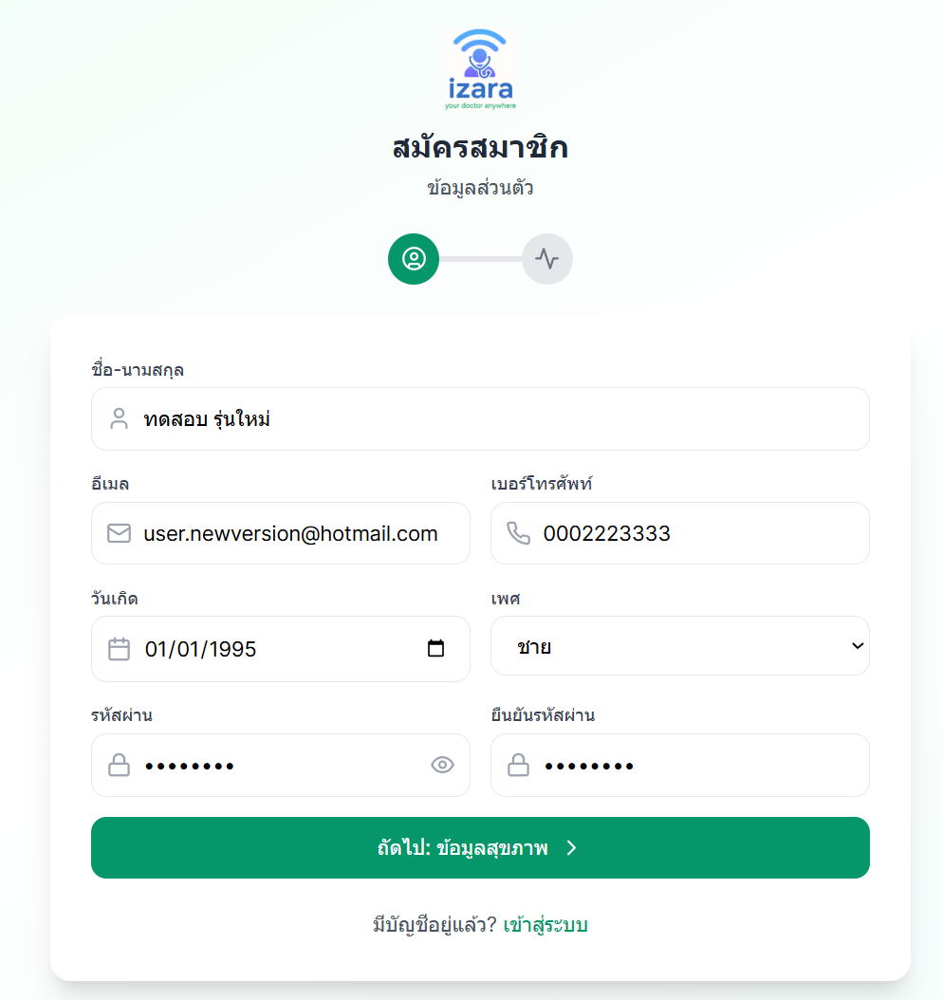 izara
your doctor anywhere
สมัครสมาชิก
ข้อมูลส่วนตัว
ชื่อ-นามสกุล
ทดสอบ รุ่นใหม่
อีเมล
เบอร์โทรศัพท์
user.newversion@hotmail.com
0002223333
วันเกิด
เพศ
01/01/1995
ชาย
รหัสผ่าน
ยืนยันรหัสผ่าน
••••••••
••••••••
ถัดไป: ข้อมูลสุขภาพ
มีบัญชีอยู่แล้ว? เข้าสู่ระบบ